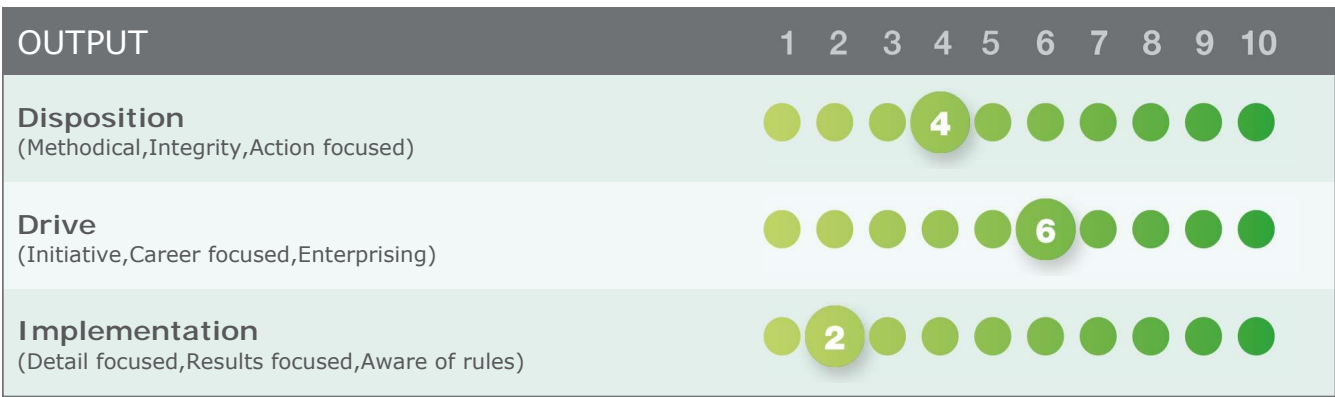 OUTPUT 1 2 3 4 5 6 7 8 9 10
Disposition
(Methodical,Integrity,Action focused)
4
Drive
(Initiative,Career focused,Enterprising)
6
Implementation
(Detail focused,Results focused,Aware of rules)
2